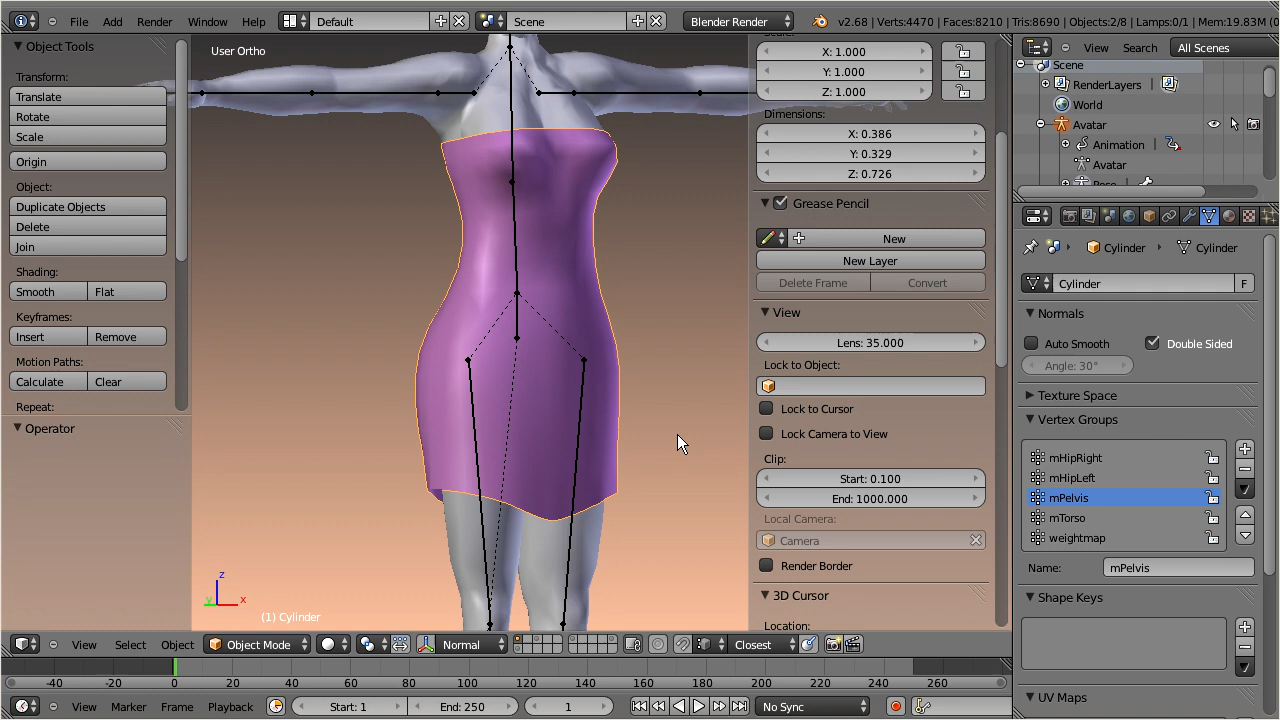 File Add Render Window Help Default Scene Blender Render v2.68 | Verts:4470 | Faces:8210 | Tris:8690 | Objects:2/8 | Lamps:0/1 | Mem:19.83M (0
Object Tools
Transform:
Translate
Rotate
Scale
Origin
Object:
Duplicate Objects
Delete
Join
Shading:
Smooth Flat
Keyframes:
Insert Remove
Motion Paths:
Calculate Clear
Repeat:
Operator
User Ortho
z
y x
(1) Cylinder
X: 1.000
Y: 1.000
Z: 1.000
Dimensions:
X: 0.386
Y: 0.329
Z: 0.726
Grease Pencil
New
New Layer
Delete Frame Convert
View
Lens: 35.000
Lock to Object:
Lock to Cursor
Lock Camera to View
Clip:
Start: 0.100
End: 1000.000
Local Camera:
Camera
Render Border
3D Cursor
Location:
View Search All Scenes
Scene
RenderLayers
World
Avatar
Animation
Avatar
Cylinder Cylinder
Cylinder F
Normals
Auto Smooth Double Sided
Angle: 30°
Texture Space
Vertex Groups
mHipRight
mHipLeft
mPelvis
mTorso
weightmap
Name: mPelvis
Shape Keys
UV Maps
View Select Object Object Mode Normal Closest
-40 -20 0 20 40 60 80 100 120 140 160 180 200 220 240 260
View Marker Frame Playback Start: 1 End: 250 1 No Sync